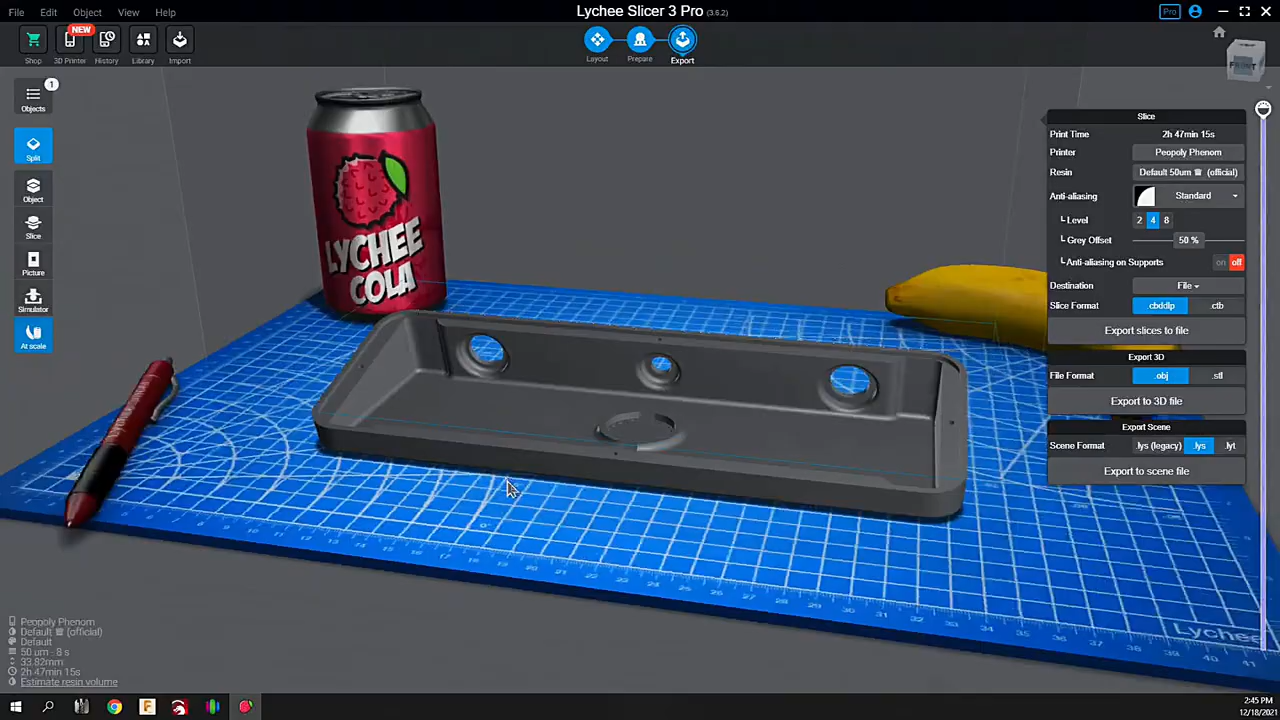 Lychee Slicer 3 Pro (3.6.2)
File Edit Object View Help
Pro
NEW
Shop 3D Printer History Library Import
Layout Prepare Export
FRONT
Objects 1
Split
Object
Slice
Picture
Simulator
At scale
LYCHEE
COLA
Slice
Print Time 2h 47min 15s
Printer Peopoly Phenom
Resin Default 50um (official)
Anti-aliasing Standard
Level 2 4 8
Grey Offset 50 %
Anti-aliasing on Supports on off
Destination File
Slice Format .cbddlp .ctb
Export slices to file
Export 3D
File Format .obj .stl
Export to 3D file
Export Scene
Scene Format .lys (legacy) .lys .lyt
Export to scene file
Lychee
Peopoly Phenom
Default (official)
Default
50 um - 8 s
33.82mm
2h 47min 15s
Estimate resin volume
2:45 PM
12/18/2021